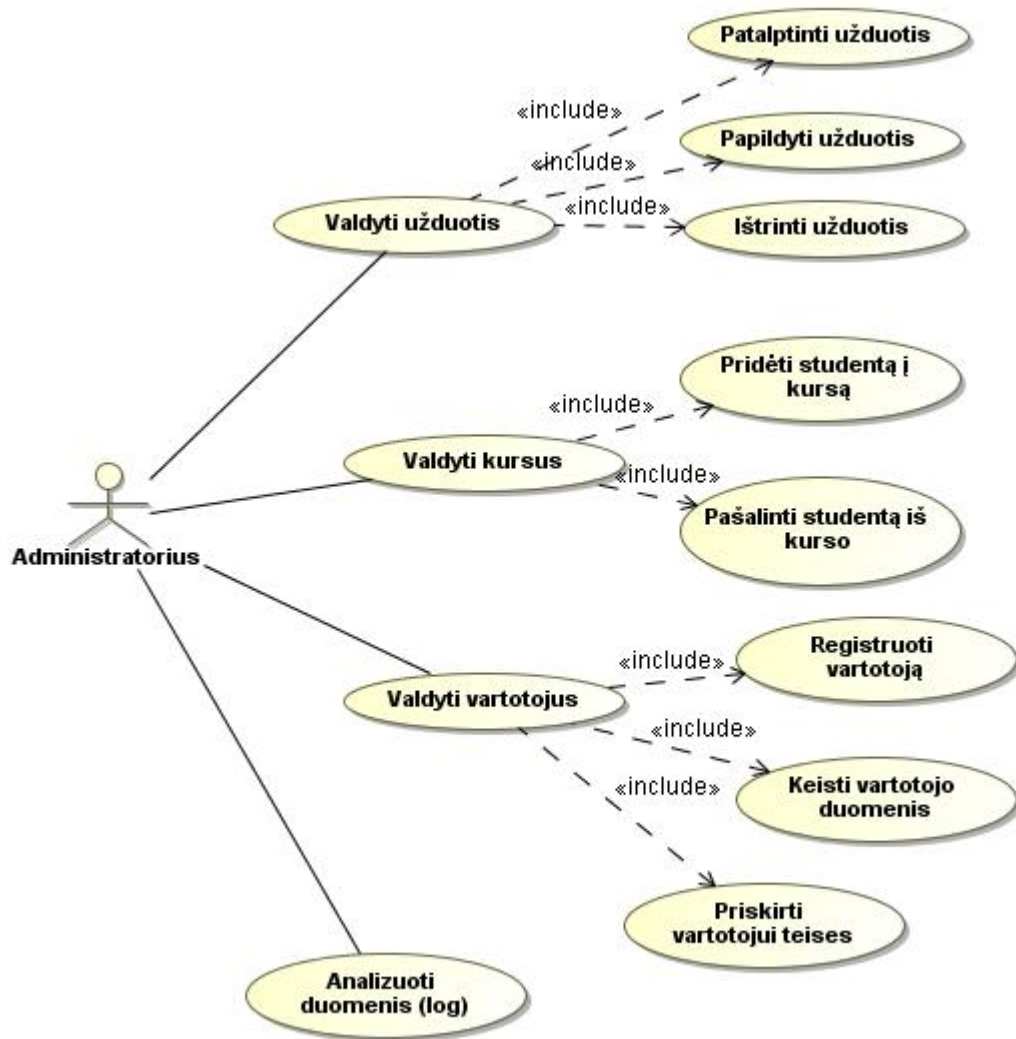 Patalptinti užduotis
«include»
Papildyti užduotis
«include»
Valdyti užduotis
«include»
Ištrinti užduotis
Pridėti studentą į
kursą
«include»
Valdyti kursus
«include»
Pašalinti studentą iš
kurso
Administratorius
Registruoti
vartotoją
«include»
Valdyti vartotojus
«include»
Keisti vartotojo
duomenis
«include»
Priskirti
vartotojui teises
Analizuoti
duomenis (log)